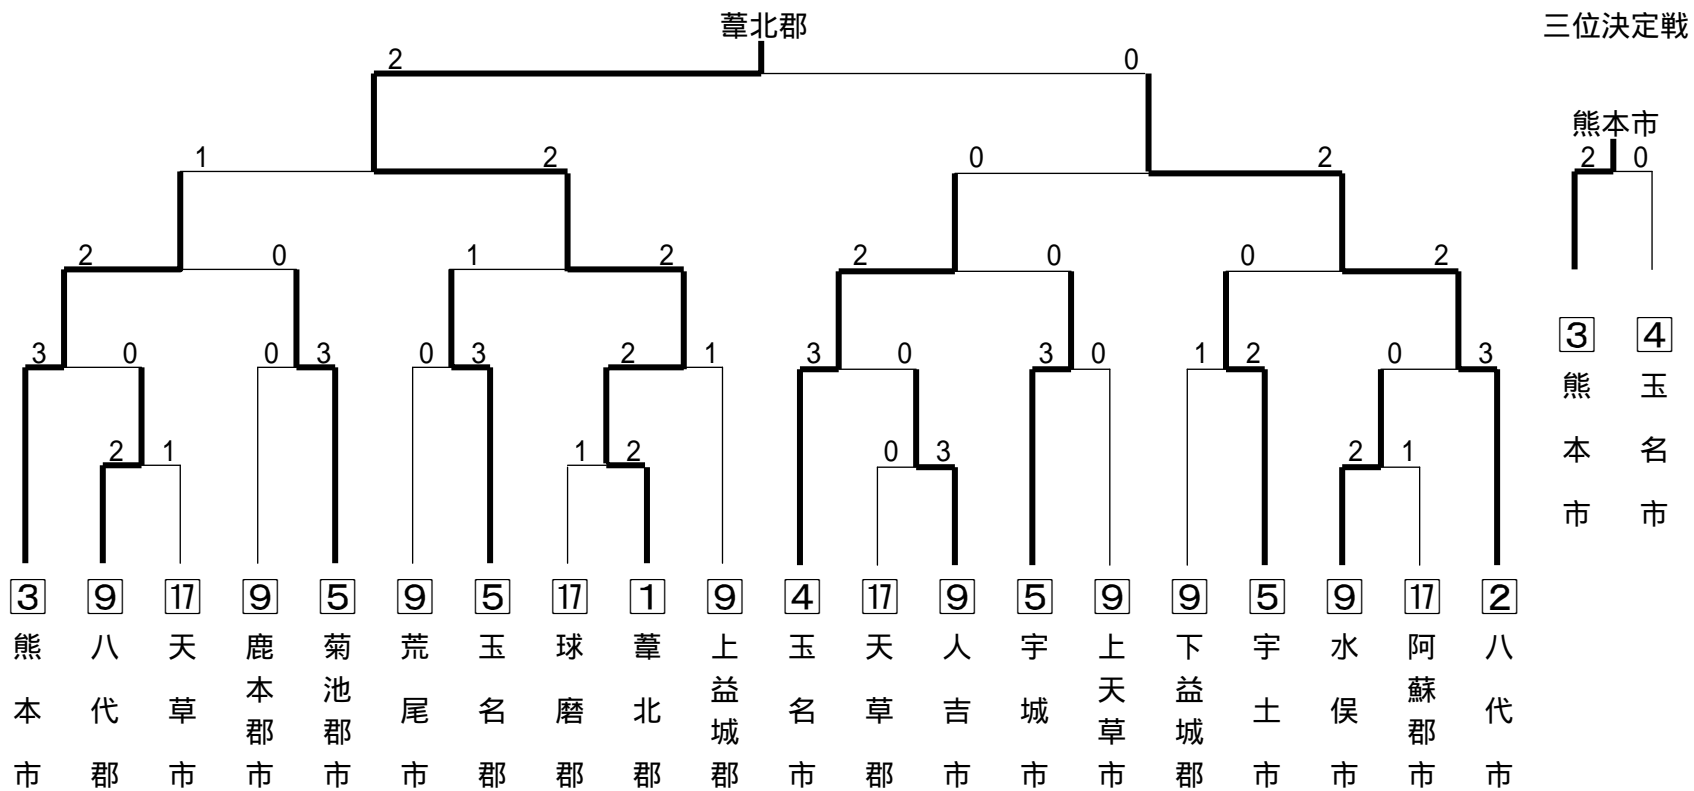 葦北郡
三位決定戦
2 0
熊本市
2 0
1 2 0 2
2 0 1 2 2 0 0 2
3 4
熊本市
玉名市
3 0 0 3 0 3 2 1 3 0 3 0 1 2 0 3
2 1 1 2 0 3 2 1
3 9 17 9 5 9 5 17 1 9 4 17 9 5 9 9 5 9 17 2
熊本市
八代郡
天草市
鹿本郡市
菊池郡市
荒尾市
玉名郡
球磨郡
葦北郡
上益城郡
玉名市
天草郡
人吉市
宇城市
上天草市
下益城郡
宇土市
水俣市
阿蘇郡市
八代市